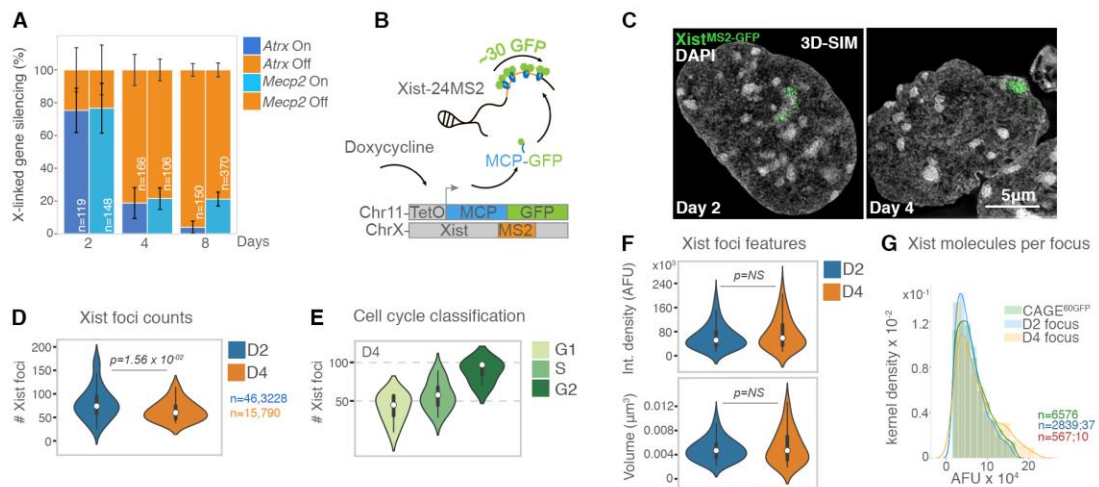 A
X-linked gene silencing (%)
100
80
60
40
20
0
n=119
n=148
n=166
n=106
n=150
n=370
2
4
8
Days
Atrx On
Atrx Off
Mecp2 On
Mecp2 Off
B
~30 GFP
Xist-24MS2
Doxycycline
MCP-GFP
Chr11-
TetO
MCP
GFP
ChrX-
Xist
MS2
C
XistMS2-GFP
DAPI
3D-SIM
Day 2
Day 4
5µm
D
Xist foci counts
# Xist foci
200
150
100
50
0
p=1.56 x 10-02
D2
D4
n=46,3228
n=15,790
E
Cell cycle classification
# Xist foci
D4
100
50
G1
S
G2
F
Xist foci features
x10³
Int. density (AFU)
240
160
80
0
p=NS
D2
D4
Volume (µm³)
0.012
0.008
0.004
0
p=NS
G
Xist molecules per focus
x10-1
kernel density x 10-2
1.2
0.8
0.4
0
CAGE60GFP
D2 focus
D4 focus
n=6576
n=2839;37
n=567;10
0
10
20
AFU x 10⁴